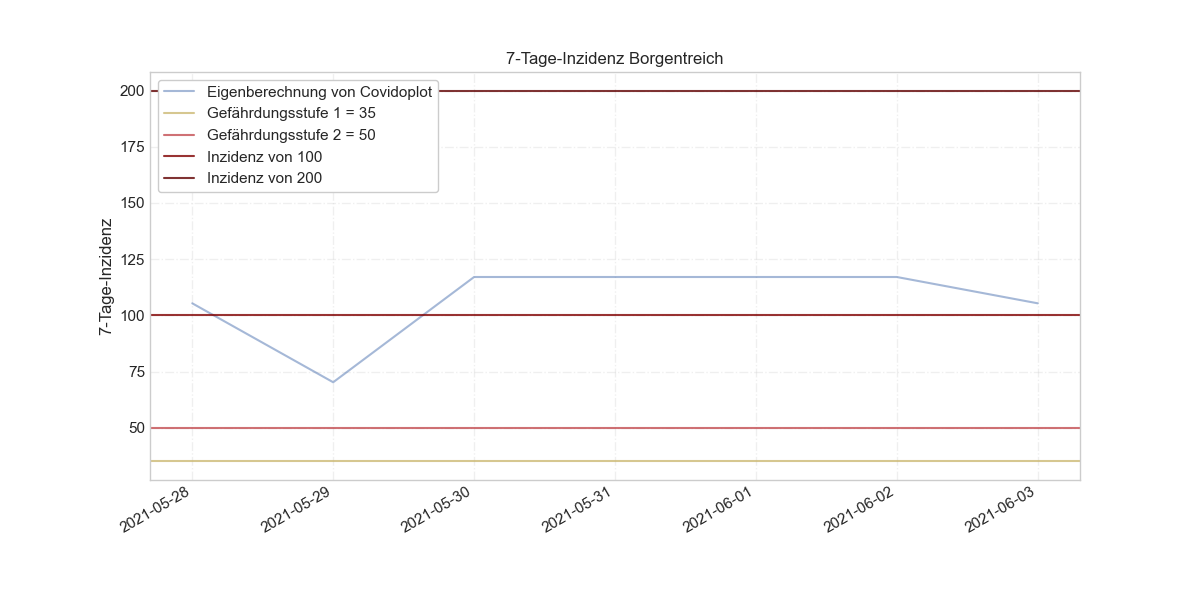 7-Tage-Inzidenz Borgentreich
Eigenberechnung von Covidoplot
Gefährdungsstufe 1 = 35
Gefährdungsstufe 2 = 50
Inzidenz von 100
Inzidenz von 200
7-Tage-Inzidenz
200
175
150
125
100
75
50
2021-05-28
2021-05-29
2021-05-30
2021-05-31
2021-06-01
2021-06-02
2021-06-03